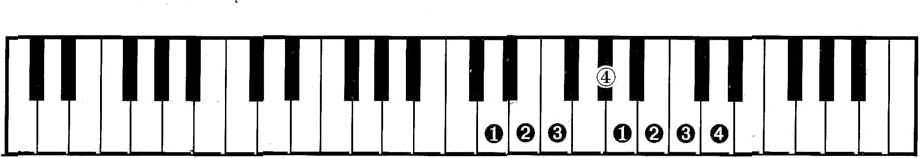 ④
❶ ❷ ❸ ❶ ❷ ❸ ❹